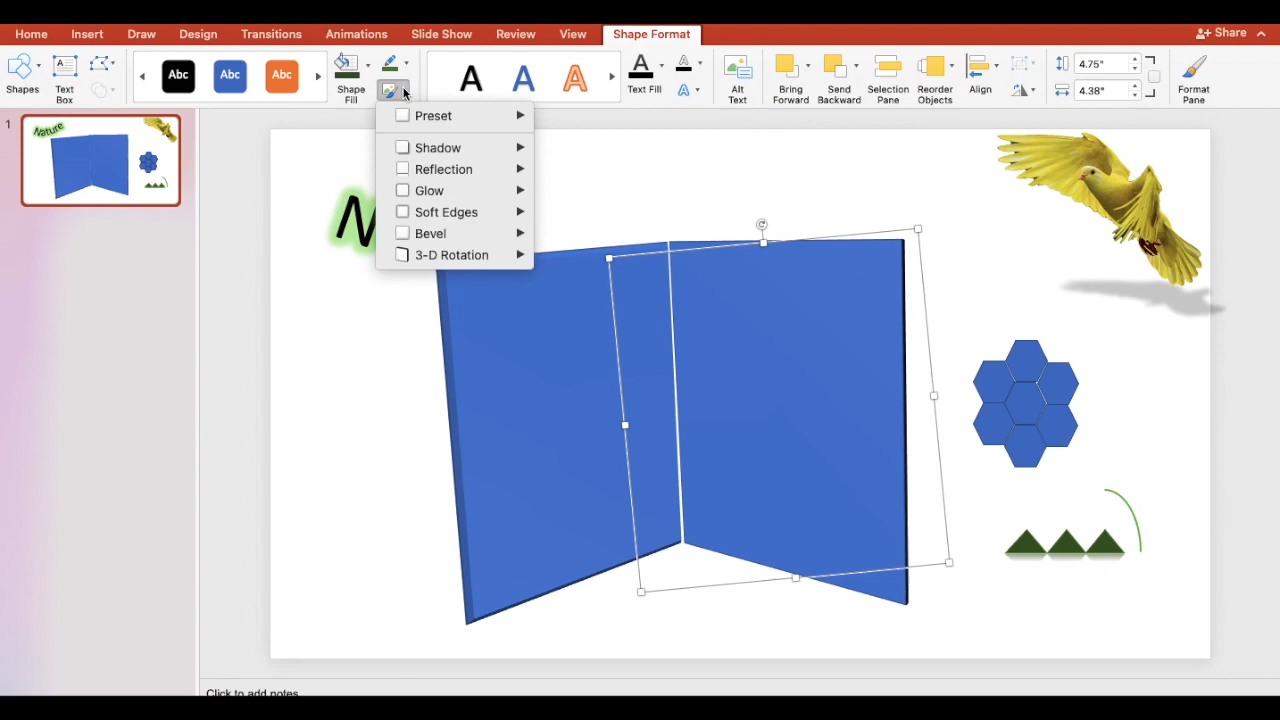 Home Insert Draw Design Transitions Animations Slide Show Review View Shape Format Share
Shapes Text Box Abc Abc Abc Shape Fill A A A Text Fill A A Alt Text Bring Forward Send Backward Selection Pane Reorder Objects Align 4.75" 4.38" Format Pane
1
Nature
Preset
Shadow
Reflection
Glow
Soft Edges
Bevel
3-D Rotation
N
Click to add notes